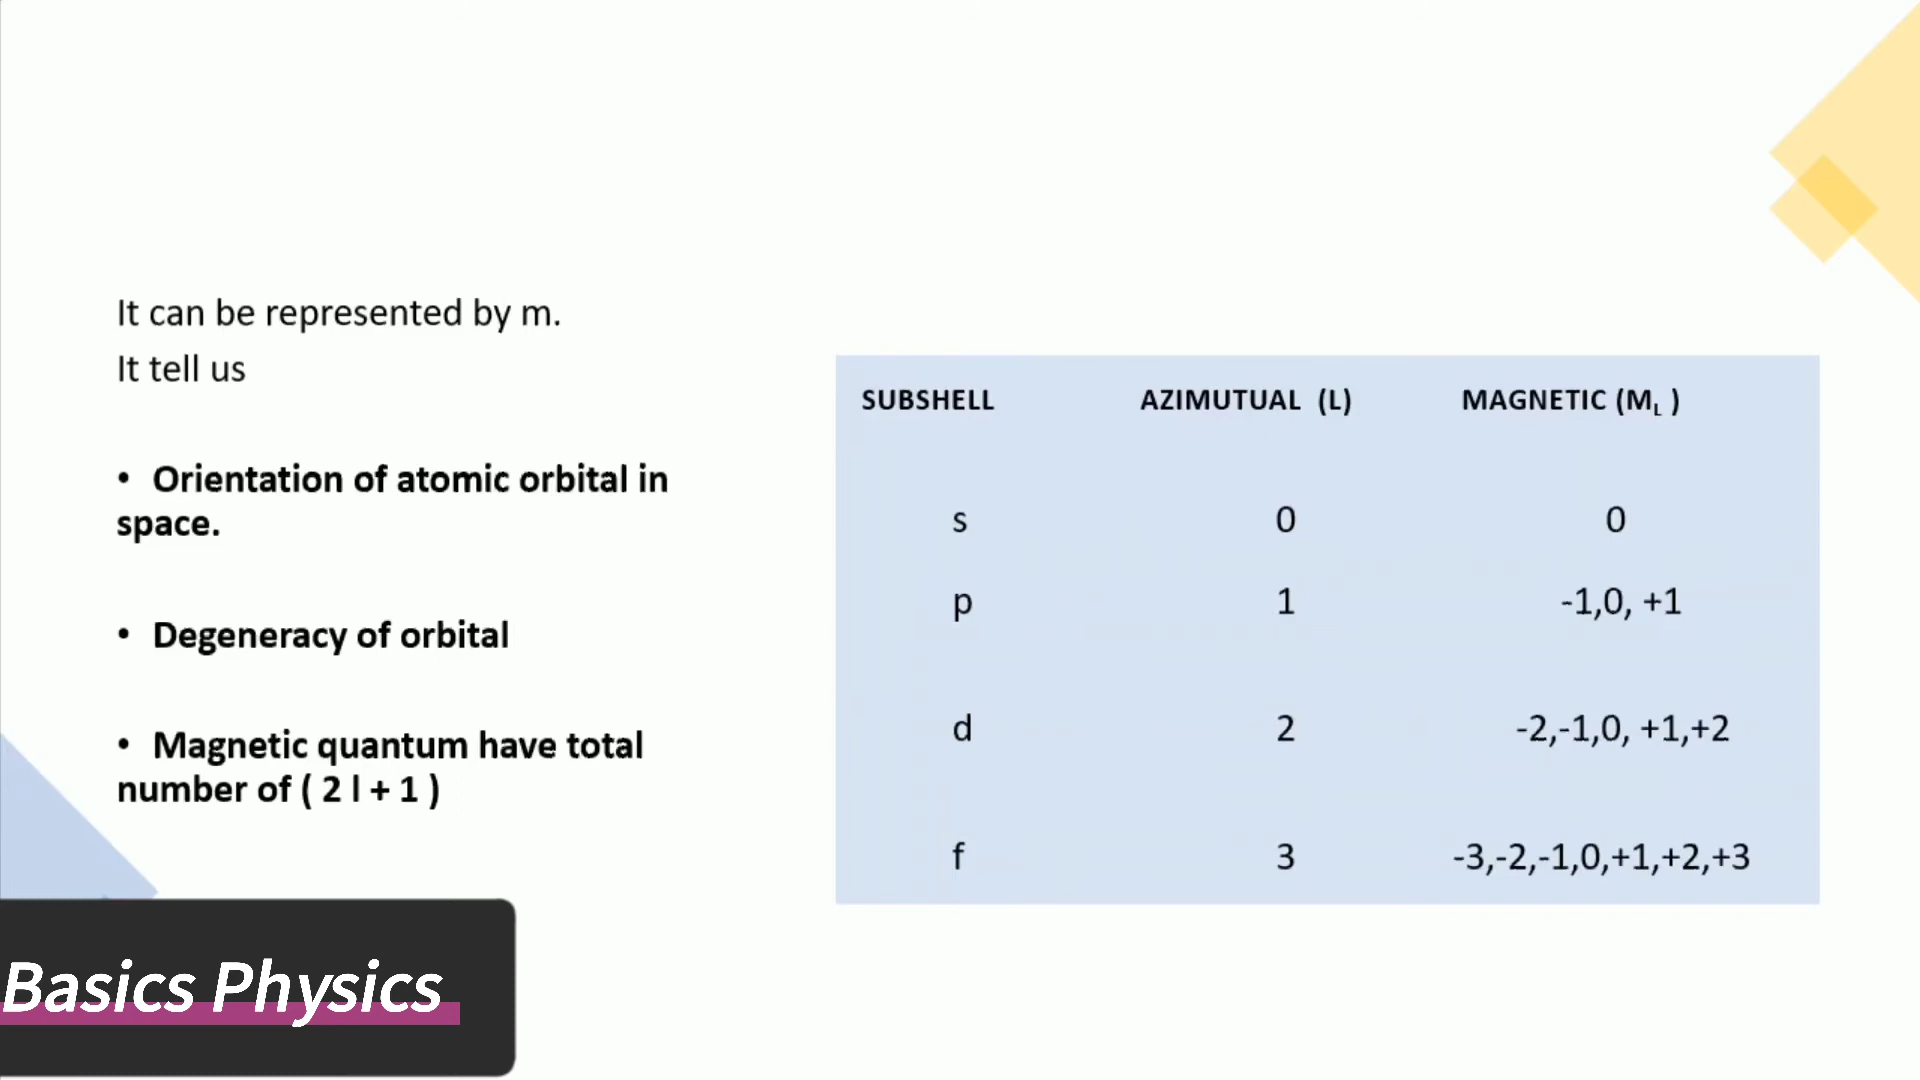 It can be represented by m.
It tell us
• Orientation of atomic orbital in
space.
• Degeneracy of orbital
• Magnetic quantum have total
number of ( 2 l + 1 )
SUBSHELL AZIMUTUAL (L) MAGNETIC (M_L )
s 0 0
p 1 -1,0, +1
d 2 -2,-1,0, +1,+2
f 3 -3,-2,-1,0,+1,+2,+3
Basics Physics